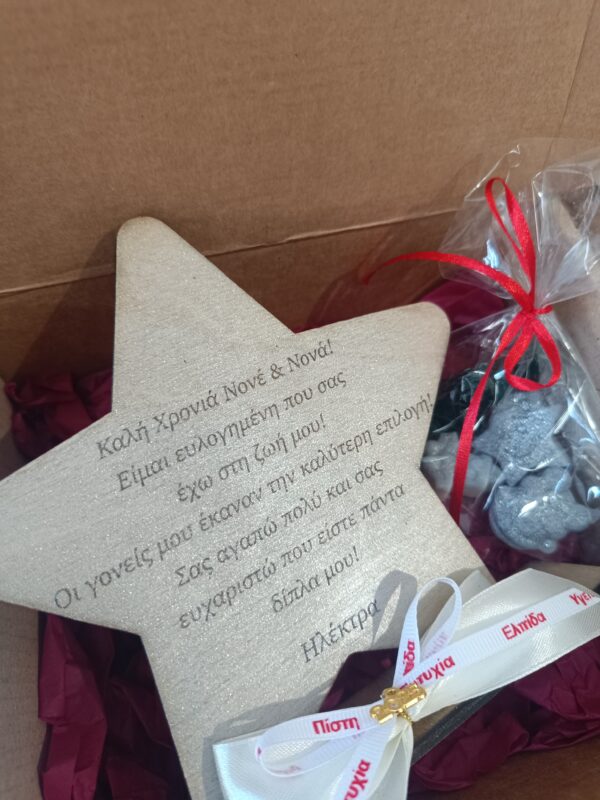 Καλή Χρονιά Νονέ & Νονά!
Είμαι ευλογημένη που σας
έχω στη ζωή μου!
Οι γονείς μου έκαναν την καλύτερη επιλογή!
Σας αγαπώ πολύ και σας
ευχαριστώ που είστε πάντα
δίπλα μου!
Ηλέκτρα
Ελπίδα
Πίστη